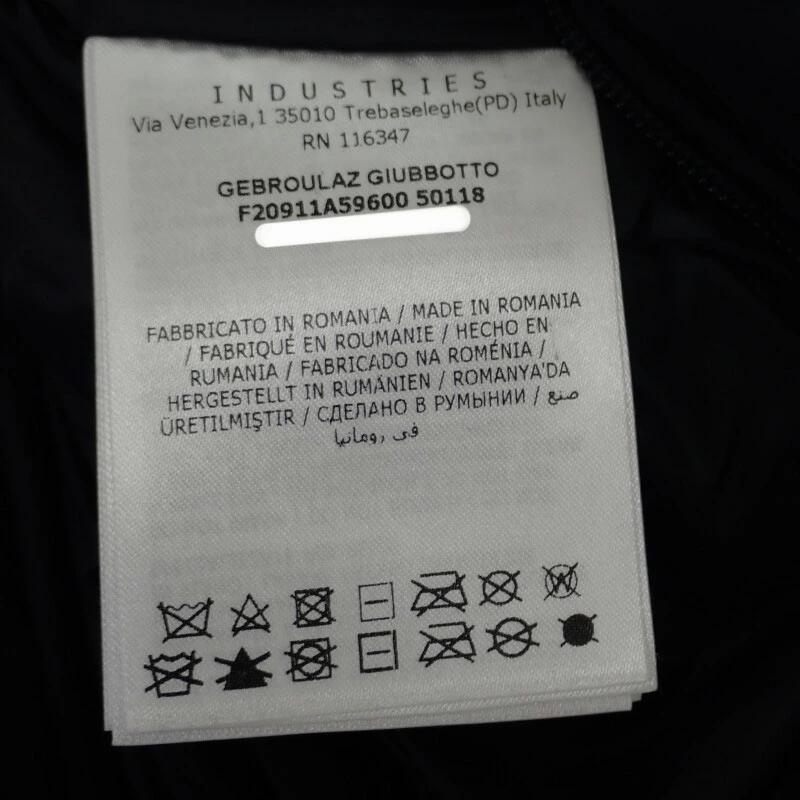 INDUSTRIES
Via Venezia,1 35010 Trebaseleghe(PD) Italy
RN 116347
GEBROULAZ GIUBBOTTO
F20911A59600 50118
FABBRICATO IN ROMANIA / MADE IN ROMANIA
/ FABRIQUÉ EN ROUMANIE / HECHO EN
RUMANIA / FABRICADO NA ROMÉNIA /
HERGESTELLT IN RUMÄNIEN / ROMANYA'DA
ÜRETILMIŞTIR / СДЕЛАНО В РУМЫНИИ / صنع
فى رومانيا